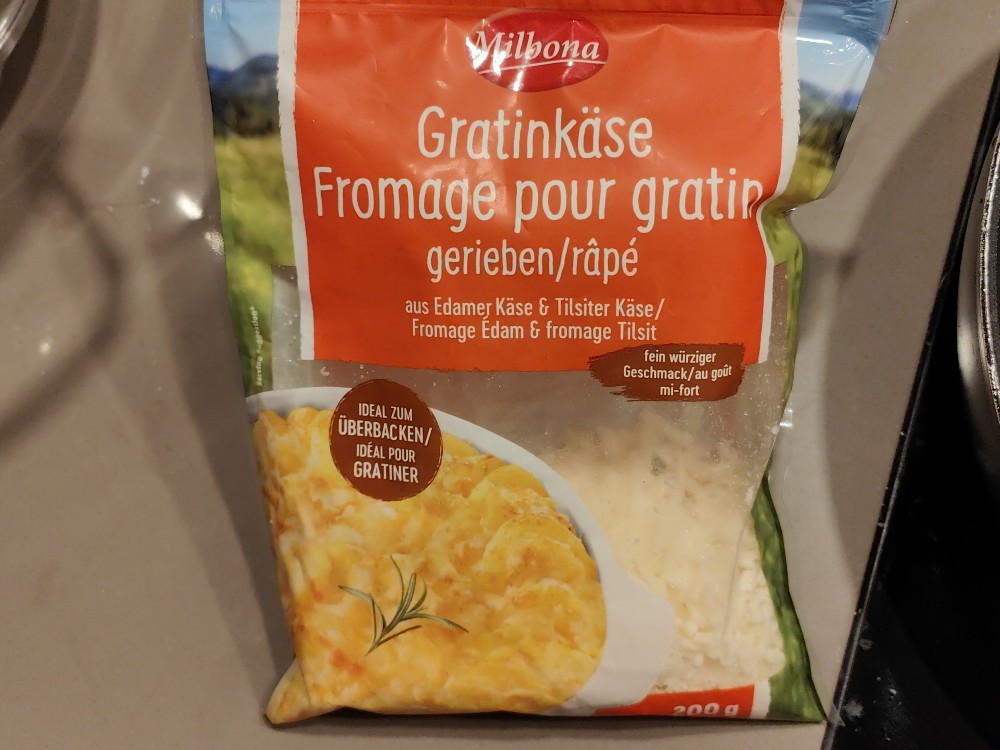 Milbona
Gratinkäse
Fromage pour gratin
gerieben/râpé
aus Edamer Käse & Tilsiter Käse/
Fromage Édam & fromage Tilsit
fein würziger
Geschmack/au goût
mi-fort
IDEAL ZUM
ÜBERBACKEN/
IDÉAL POUR
GRATINER
200 g